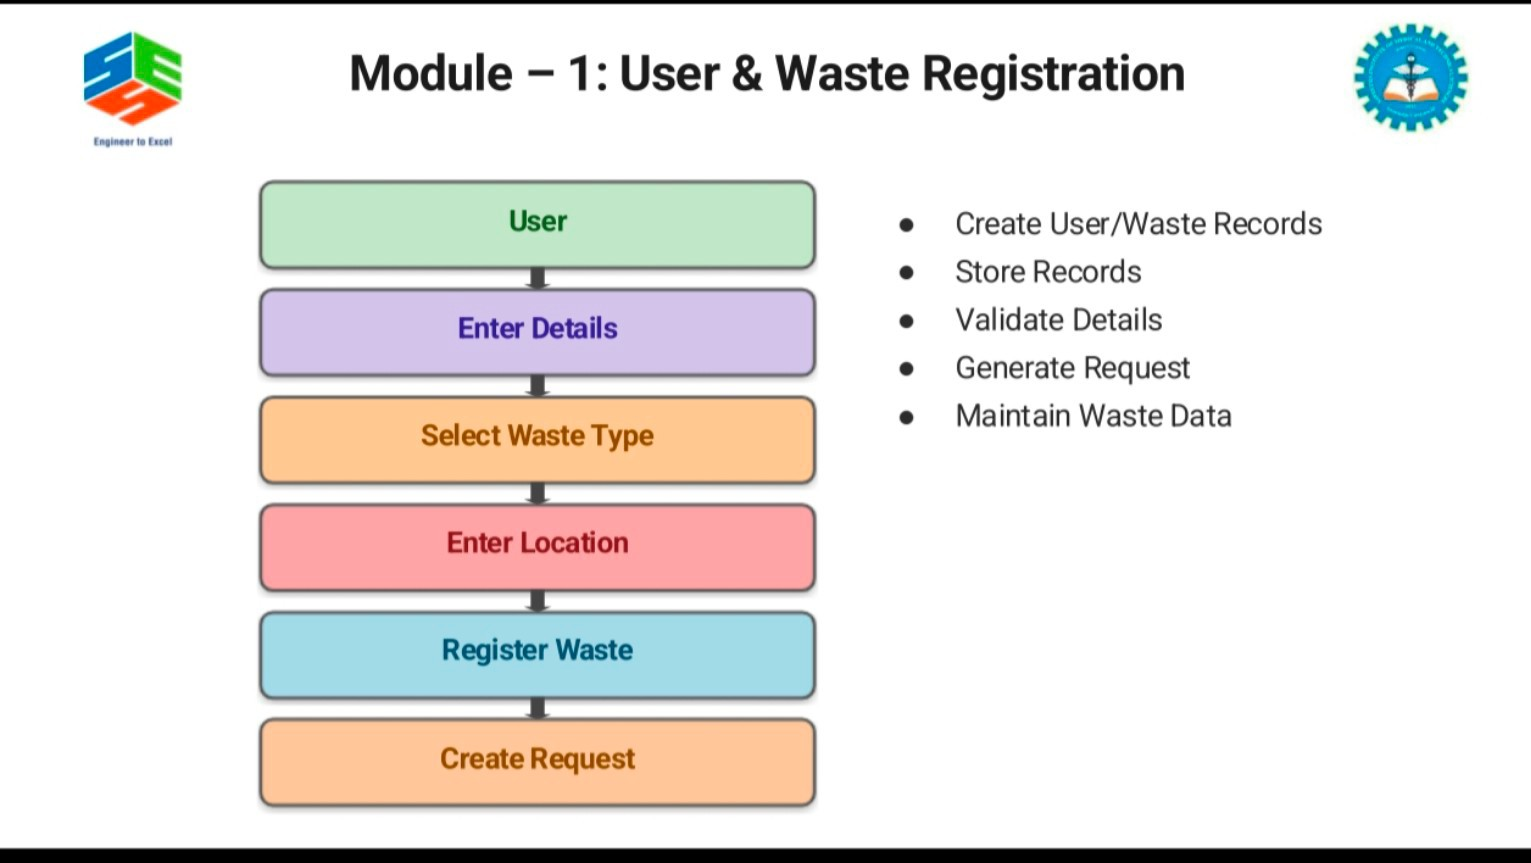 Module – 1: User & Waste Registration
SES
Engineer to Excel
User
Enter Details
Select Waste Type
Enter Location
Register Waste
Create Request
● Create User/Waste Records
● Store Records
● Validate Details
● Generate Request
● Maintain Waste Data